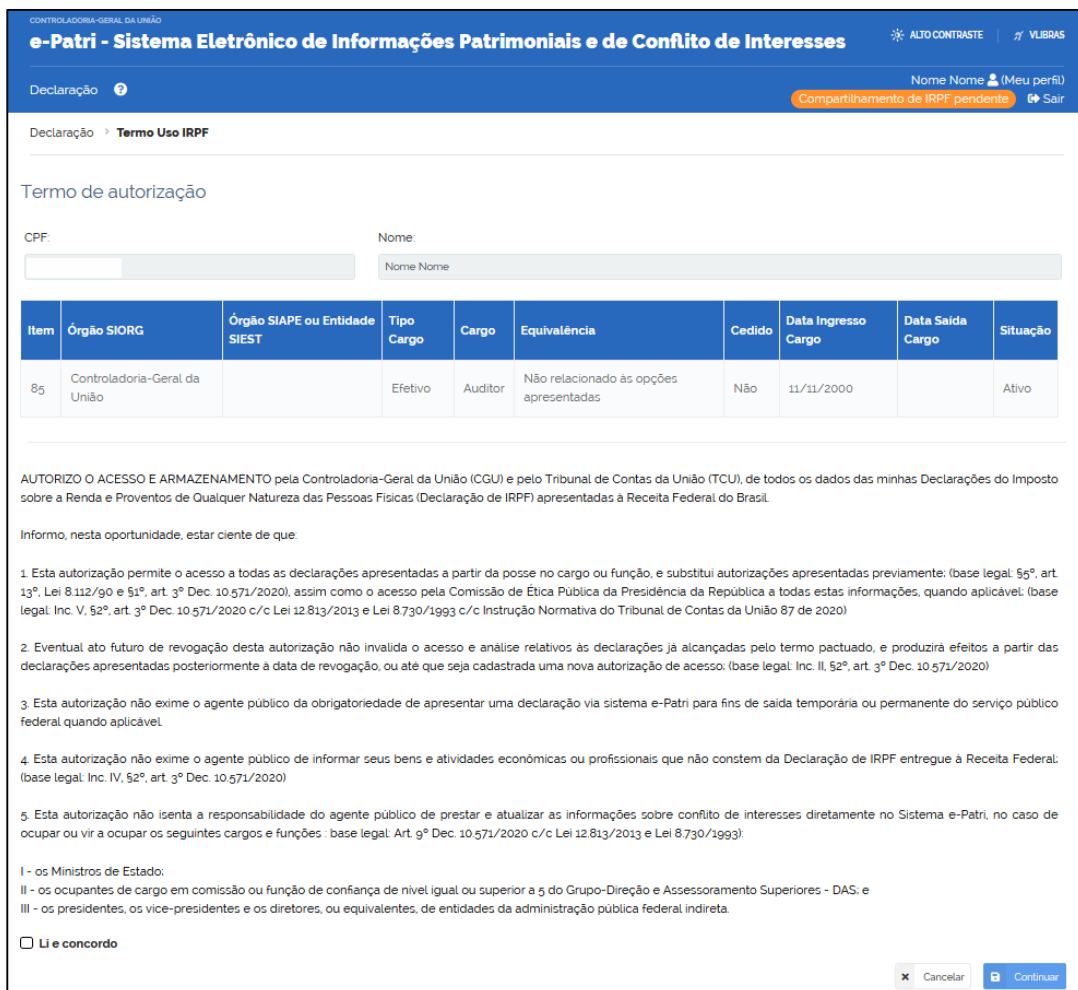 CONTROLADORIA-GERAL DA UNIÃO
e-Patri - Sistema Eletrônico de Informações Patrimoniais e de Conflito de Interesses
ALTO CONTRASTE
VLIBRAS
Declaração ?
Nome Nome (Meu perfil)
Compartilhamento de IRPF pendente Sair
Declaração > Termo Uso IRPF
Termo de autorização
CPF: Nome:
Nome Nome
Item Órgão SIORG Órgão SIAPE ou Entidade SIEST Tipo Cargo Cargo Equivalência Cedido Data Ingresso Cargo Data Saída Cargo Situação
85 Controladoria-Geral da União Efetivo Auditor Não relacionado às opções apresentadas Não 11/11/2000 Ativo
AUTORIZO O ACESSO E ARMAZENAMENTO pela Controladoria-Geral da União (CGU) e pelo Tribunal de Contas da União (TCU), de todos os dados das minhas Declarações do Imposto
sobre a Renda e Proventos de Qualquer Natureza das Pessoas Físicas (Declaração de IRPF) apresentadas à Receita Federal do Brasil.
Informo, nesta oportunidade, estar ciente de que:
1. Esta autorização permite o acesso a todas as declarações apresentadas a partir da posse no cargo ou função, e substitui autorizações apresentadas previamente; (base legal: §5º, art.
13º, Lei 8.112/90 e §1º, art. 3º Dec. 10.571/2020), assim como o acesso pela Comissão de Ética Pública da Presidência da República a todas estas informações, quando aplicável; (base
legal: Inc. V, §2º, art. 3º Dec. 10.571/2020 c/c Lei 12.813/2013 e Lei 8.730/1993 c/c Instrução Normativa do Tribunal de Contas da União 87 de 2020)
2. Eventual ato futuro de revogação desta autorização não invalida o acesso e análise relativos às declarações já alcançadas pelo termo pactuado, e produzirá efeitos a partir das
declarações apresentadas posteriormente à data de revogação, ou até que seja cadastrada uma nova autorização de acesso; (base legal: Inc. II, §2º, art. 3º Dec. 10.571/2020)
3. Esta autorização não exime o agente público da obrigatoriedade de apresentar uma declaração via sistema e-Patri para fins de saída temporária ou permanente do serviço público
federal quando aplicável.
4. Esta autorização não exime o agente público de informar seus bens e atividades econômicas ou profissionais que não constem da Declaração de IRPF entregue à Receita Federal;
(base legal: Inc. IV, §2º, art. 3º Dec. 10.571/2020)
5. Esta autorização não isenta a responsabilidade do agente público de prestar e atualizar as informações sobre conflito de interesses diretamente no Sistema e-Patri, no caso de
ocupar ou vir a ocupar os seguintes cargos e funções : base legal: Art. 9º Dec. 10.571/2020 c/c Lei 12.813/2013 e Lei 8.730/1993):
I - os Ministros de Estado;
II - os ocupantes de cargo em comissão ou função de confiança de nível igual ou superior a 5 do Grupo-Direção e Assessoramento Superiores - DAS; e
III - os presidentes, os vice-presidentes e os diretores, ou equivalentes, de entidades da administração pública federal indireta.
Li e concordo
Cancelar Continuar